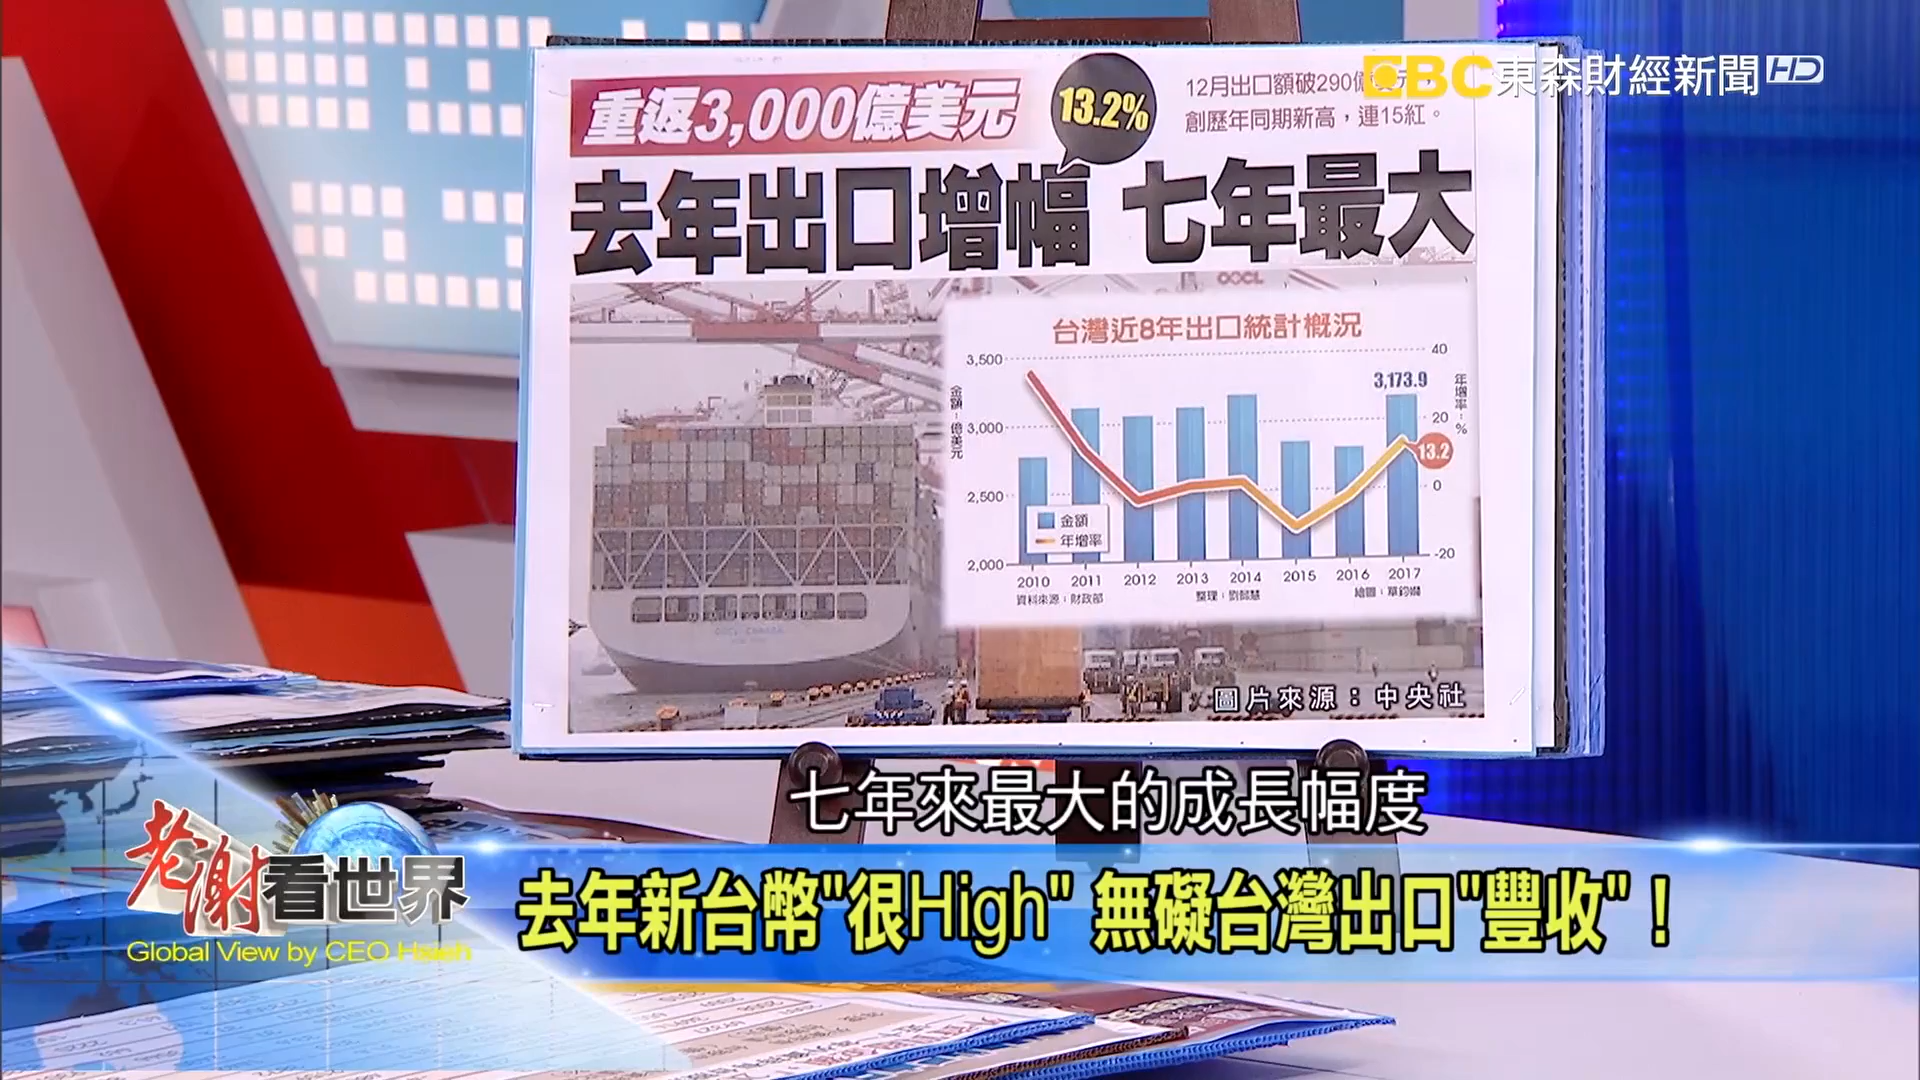 EBC東森財經新聞HD
重返3,000億美元
13.2%
12月出口額破290億
創歷年同期新高，連15紅。
去年出口增幅 七年最大
OOCL
台灣近8年出口統計概況
3,500
3,000
2,500
2,000
金額：億美元
40
20
0
-20
年增率：%
3,173.9
13.2
金額
年增率
2010 2011 2012 2013 2014 2015 2016 2017
資料來源：財政部
圖片來源：中央社
七年來最大的成長幅度
老謝看世界
Global View by CEO Hsieh
去年新台幣"很High" 無礙台灣出口"豐收"！